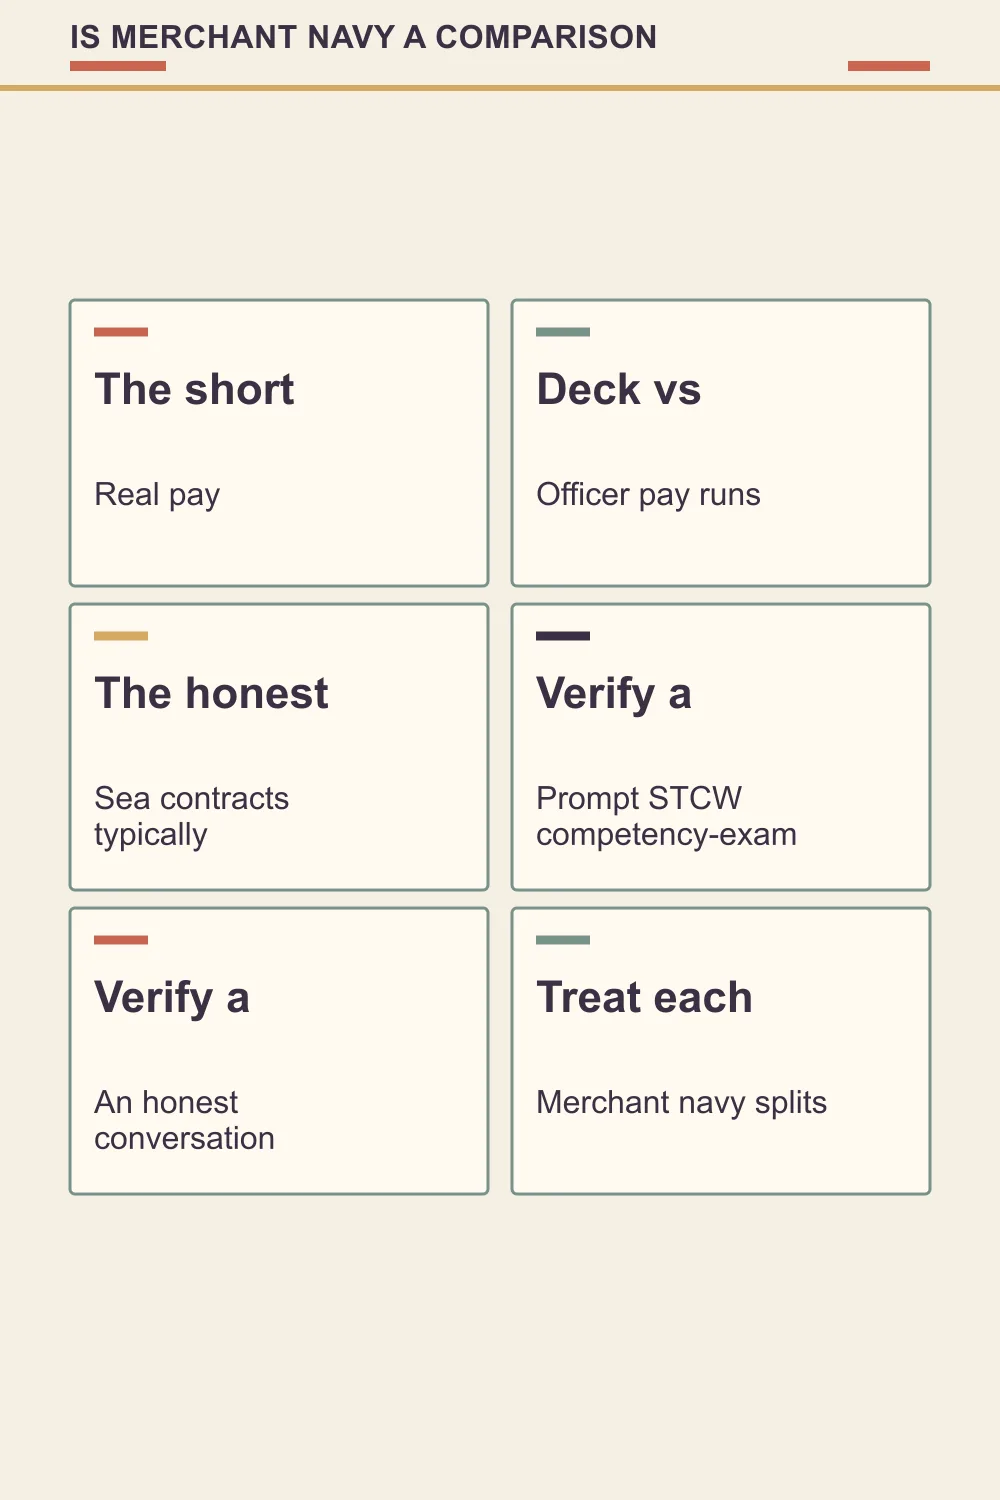 IS MERCHANT NAVY A COMPARISON
The short
Real pay
Deck vs
Officer pay runs
The honest
Sea contracts
typically
Verify a
Prompt STCW
competency-exam
Verify a
An honest
conversation
Treat each
Merchant navy splits